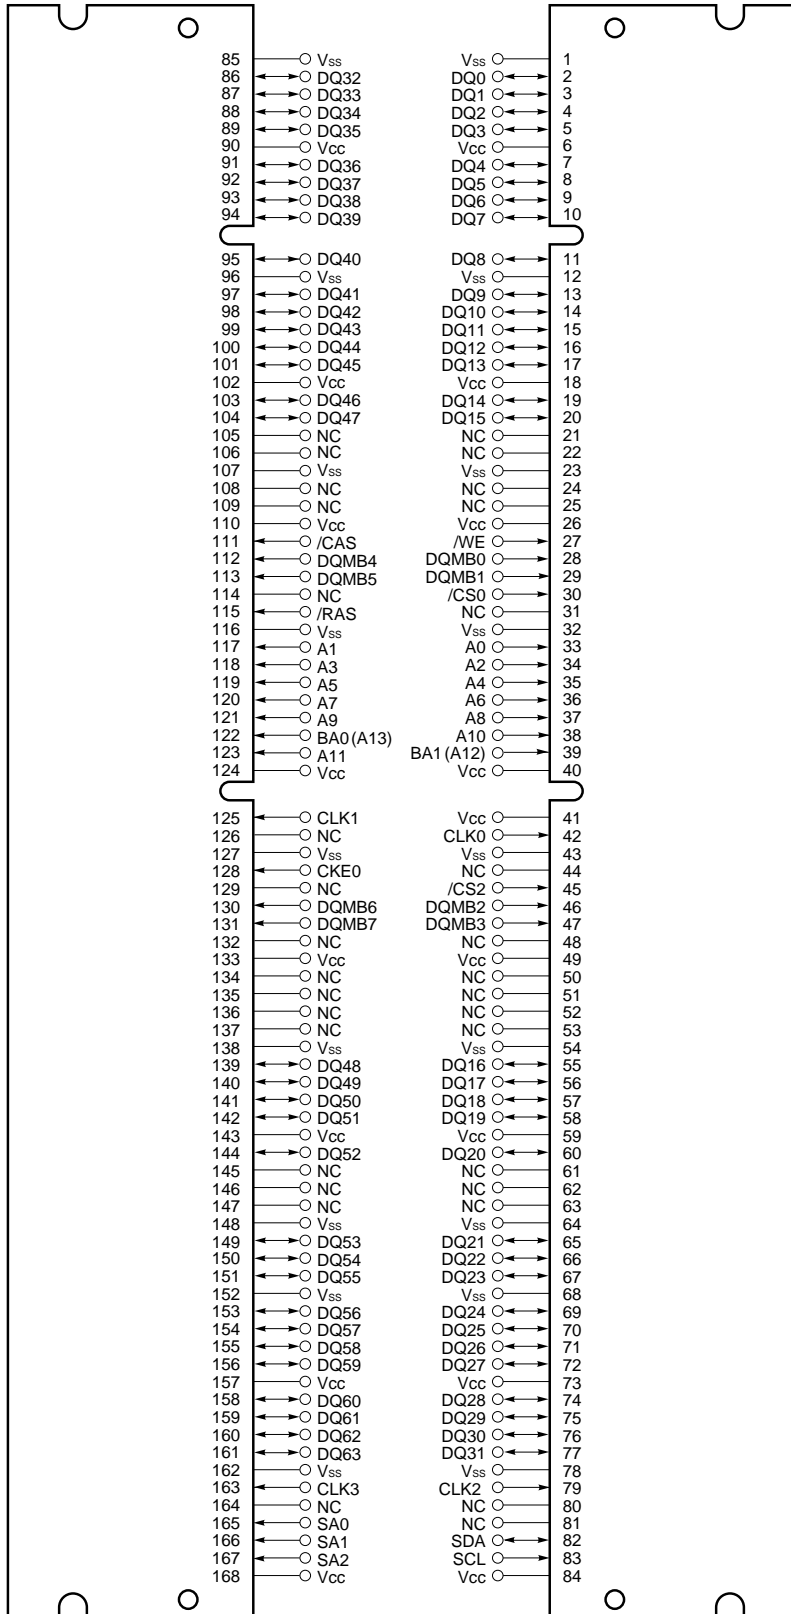 85 Vss Vss 1
86 DQ32 DQ0 2
87 DQ33 DQ1 3
88 DQ34 DQ2 4
89 DQ35 DQ3 5
90 Vcc Vcc 6
91 DQ36 DQ4 7
92 DQ37 DQ5 8
93 DQ38 DQ6 9
94 DQ39 DQ7 10
95 DQ40 DQ8 11
96 Vss Vss 12
97 DQ41 DQ9 13
98 DQ42 DQ10 14
99 DQ43 DQ11 15
100 DQ44 DQ12 16
101 DQ45 DQ13 17
102 Vcc Vcc 18
103 DQ46 DQ14 19
104 DQ47 DQ15 20
105 NC NC 21
106 NC NC 22
107 Vss Vss 23
108 NC NC 24
109 NC NC 25
110 Vcc Vcc 26
111 /CAS /WE 27
112 DQMB4 DQMB0 28
113 DQMB5 DQMB1 29
114 NC /CS0 30
115 /RAS NC 31
116 Vss Vss 32
117 A1 A0 33
118 A3 A2 34
119 A5 A4 35
120 A7 A6 36
121 A9 A8 37
122 BA0 (A13) A10 38
123 A11 BA1 (A12) 39
124 Vcc Vcc 40
125 CLK1 Vcc 41
126 NC CLK0 42
127 Vss Vss 43
128 CKE0 NC 44
129 NC /CS2 45
130 DQMB6 DQMB2 46
131 DQMB7 DQMB3 47
132 NC NC 48
133 Vcc Vcc 49
134 NC NC 50
135 NC NC 51
136 NC NC 52
137 NC NC 53
138 Vss Vss 54
139 DQ48 DQ16 55
140 DQ49 DQ17 56
141 DQ50 DQ18 57
142 DQ51 DQ19 58
143 Vcc Vcc 59
144 DQ52 DQ20 60
145 NC NC 61
146 NC NC 62
147 NC NC 63
148 Vss Vss 64
149 DQ53 DQ21 65
150 DQ54 DQ22 66
151 DQ55 DQ23 67
152 Vss Vss 68
153 DQ56 DQ24 69
154 DQ57 DQ25 70
155 DQ58 DQ26 71
156 DQ59 DQ27 72
157 Vcc Vcc 73
158 DQ60 DQ28 74
159 DQ61 DQ29 75
160 DQ62 DQ30 76
161 DQ63 DQ31 77
162 Vss Vss 78
163 CLK3 CLK2 79
164 NC NC 80
165 SA0 NC 81
166 SA1 SDA 82
167 SA2 SCL 83
168 Vcc Vcc 84